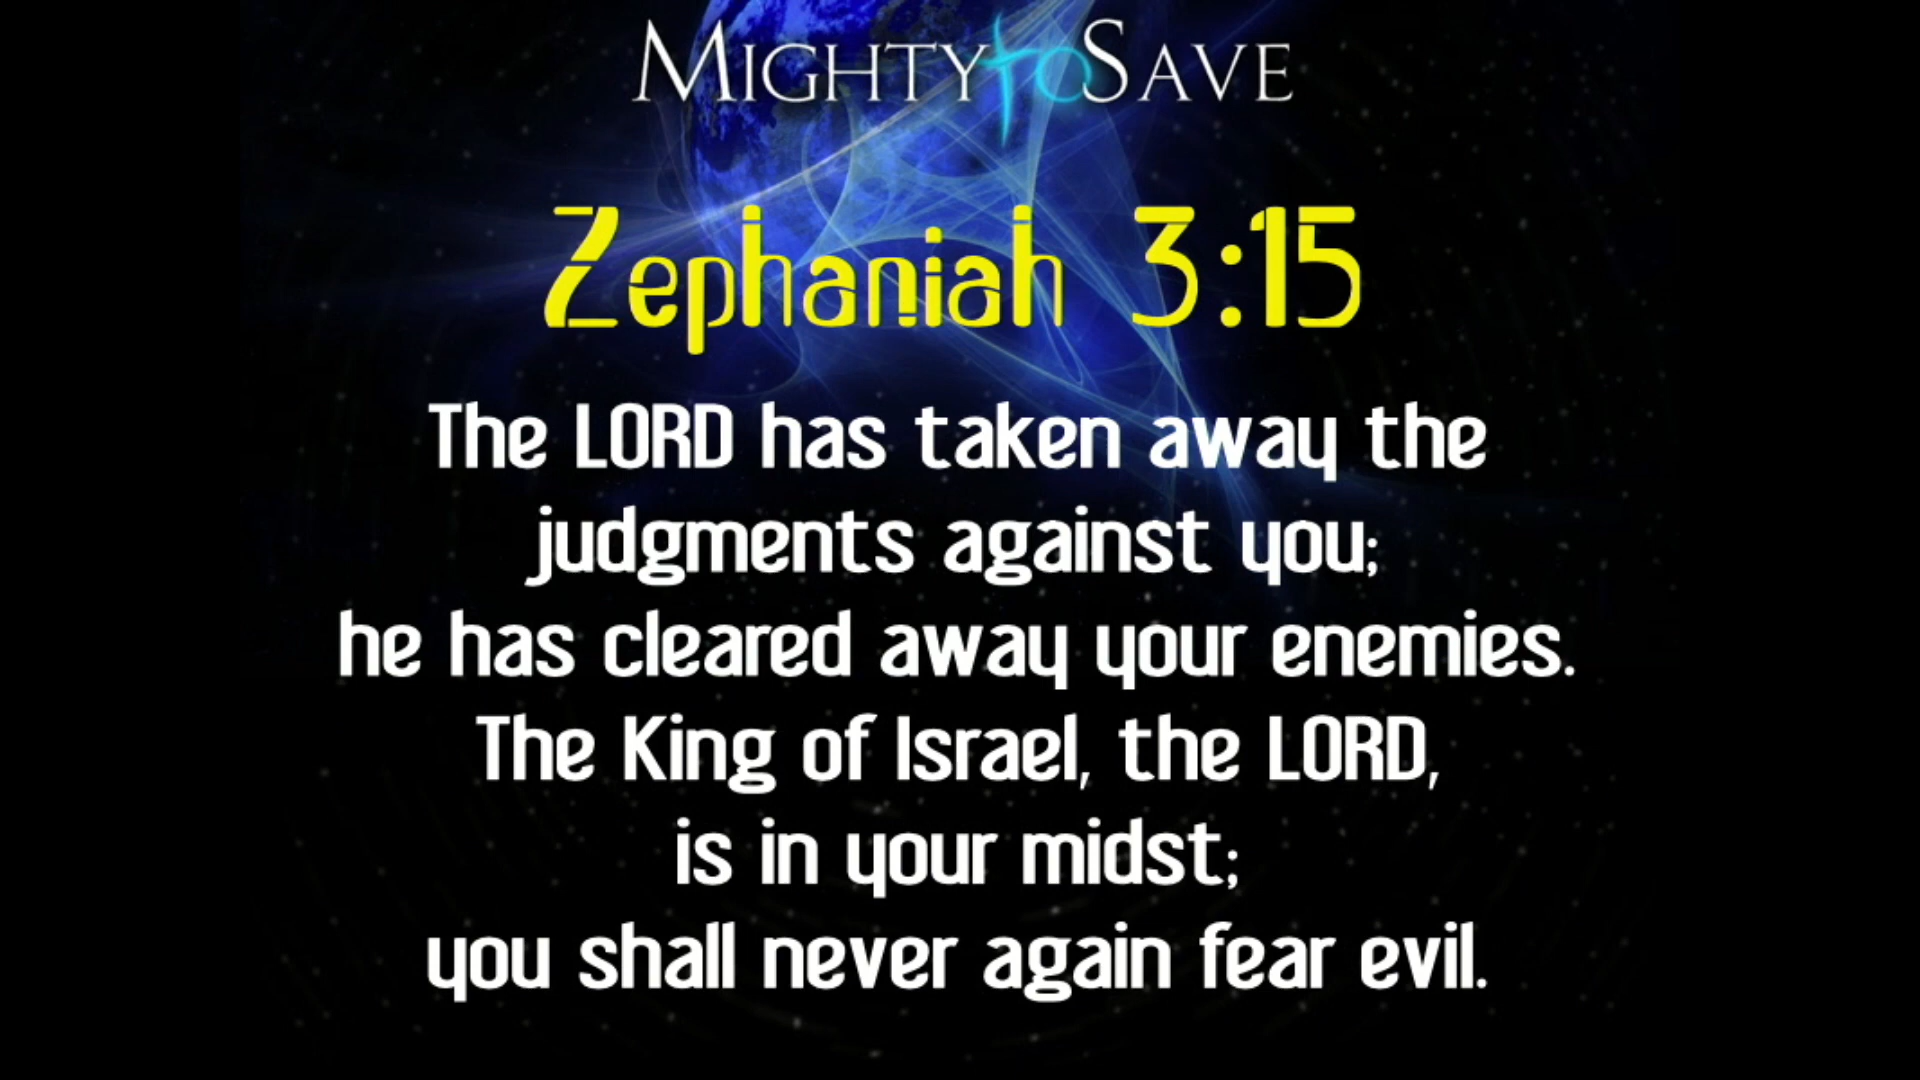 MIGHTY to SAVE
Zephaniah 3:15
The LORD has taken away the
judgments against you;
he has cleared away your enemies.
The King of Israel, the LORD,
is in your midst;
you shall never again fear evil.